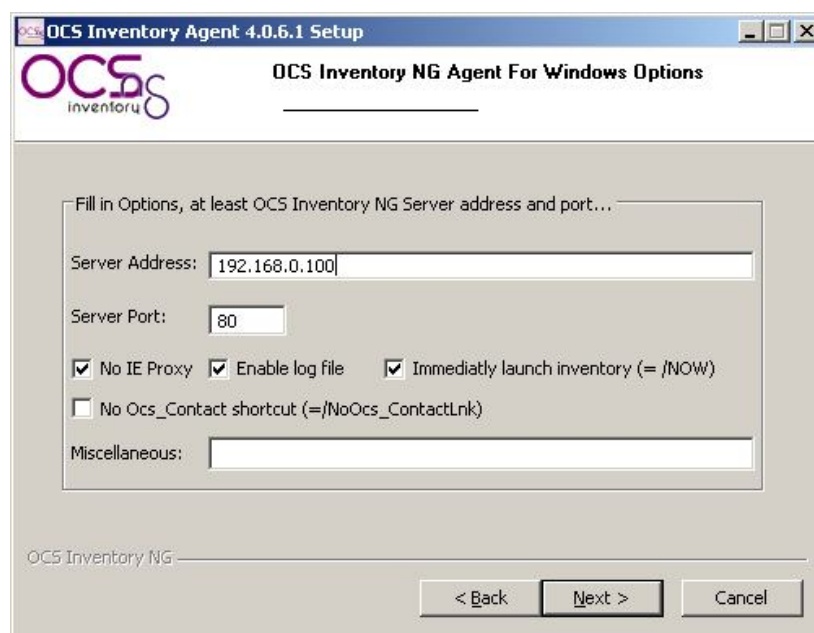 OCS Inventory Agent 4.0.6.1 Setup
OCS inventory
OCS Inventory NG Agent For Windows Options
Fill in Options, at least OCS Inventory NG Server address and port...
Server Address: 192.168.0.100
Server Port: 80
No IE Proxy Enable log file Immediatly launch inventory (= /NOW)
No Ocs_Contact shortcut (=/NoOcs_ContactLnk)
Miscellaneous:
OCS Inventory NG
< Back Next > Cancel